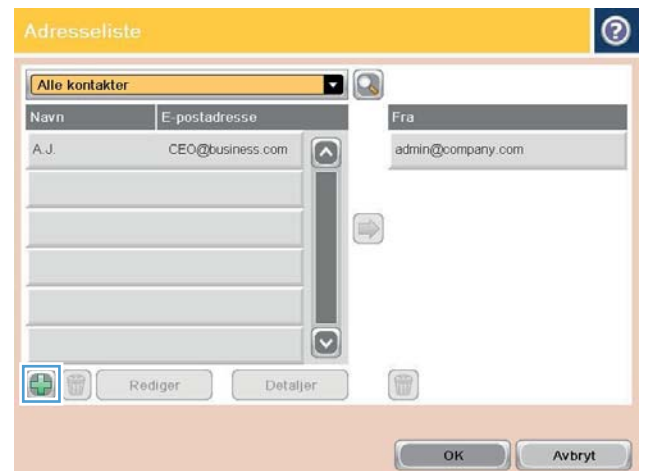 Adresseliste
Alle kontakter
Navn E-postadresse Fra
A.J. CEO@business.com admin@company.com
Rediger Detaljer
OK Avbryt